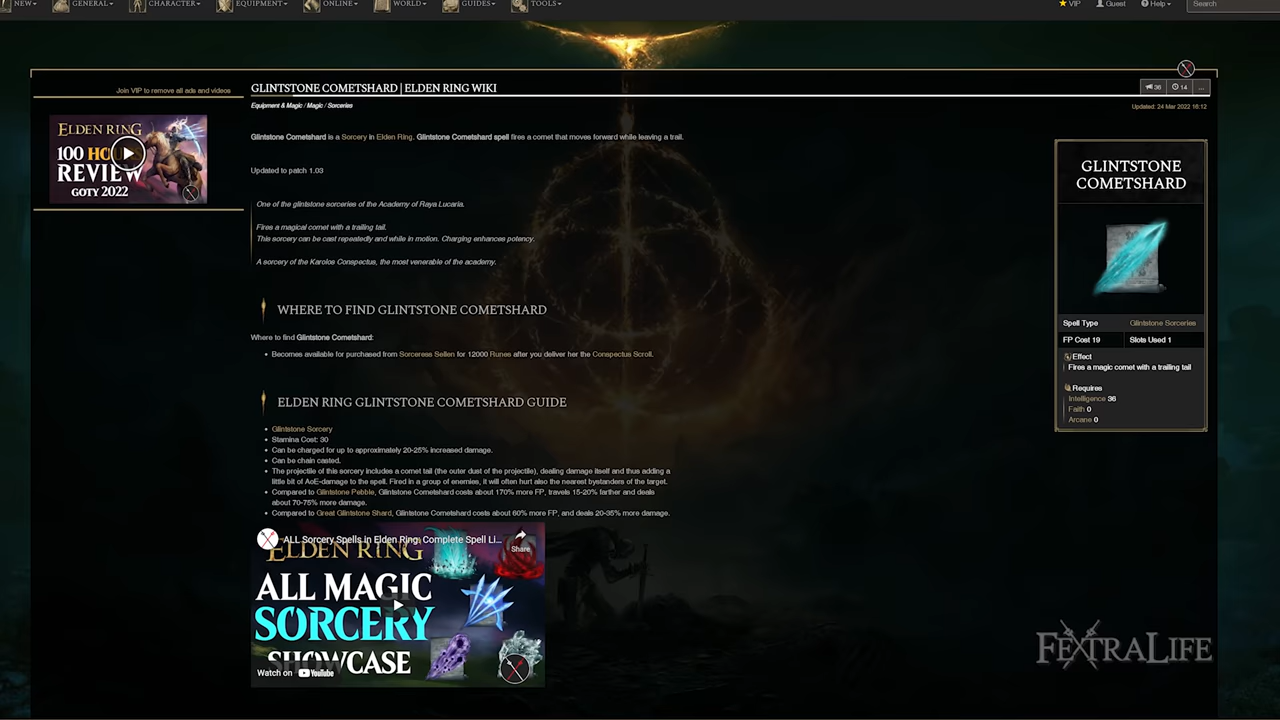 NEW
GENERAL
CHARACTER
EQUIPMENT
ONLINE
WORLD
GUIDES
TOOLS
VIP
Guest
Help
Search
Join VIP to remove all ads and videos
GLINTSTONE COMETSHARD | ELDEN RING WIKI
36
14
...
Equipment & Magic / Magic / Sorceries
Updated: 24 Mar 2022 16:12
ELDEN RING
100 HOURS
REVIEW
GOTY 2022
Glintstone Cometshard is a Sorcery in Elden Ring. Glintstone Cometshard spell fires a comet that moves forward while leaving a trail.
Updated to patch 1.03
One of the glintstone sorceries of the Academy of Raya Lucaria.
Fires a magical comet with a trailing tail.
This sorcery can be cast repeatedly and while in motion. Charging enhances potency.
A sorcery of the Karolos Conspectus, the most venerable of the academy.
WHERE TO FIND GLINTSTONE COMETSHARD
Where to find Glintstone Cometshard:
Becomes available for purchased from Sorceress Sellen for 12000 Runes after you deliver her the Conspectus Scroll.
ELDEN RING GLINTSTONE COMETSHARD GUIDE
Glintstone Sorcery
Stamina Cost: 30
Can be charged for up to approximately 20-25% increased damage.
Can be chain casted.
The projectile of this sorcery includes a comet tail (the outer dust of the projectile), dealing damage itself and thus adding a
little bit of AoE-damage to the spell. Fired in a group of enemies, it will often hurt also the nearest bystanders of the target.
Compared to Glintstone Pebble, Glintstone Cometshard costs about 170% more FP, travels 15-20% farther and deals
about 70-75% more damage.
Compared to Great Glintstone Shard, Glintstone Cometshard costs about 60% more FP, and deals 20-35% more damage.
ALL Sorcery Spells in Elden Ring: Complete Spell Li...
Share
ELDEN RING
ALL MAGIC
SORCERY
SHOWCASE
Watch on YouTube
GLINTSTONE
COMETSHARD
Spell Type Glintstone Sorceries
FP Cost 19 Slots Used 1
Effect
Fires a magic comet with a trailing tail
Requires
Intelligence 36
Faith 0
Arcane 0
FEXTRALIFE